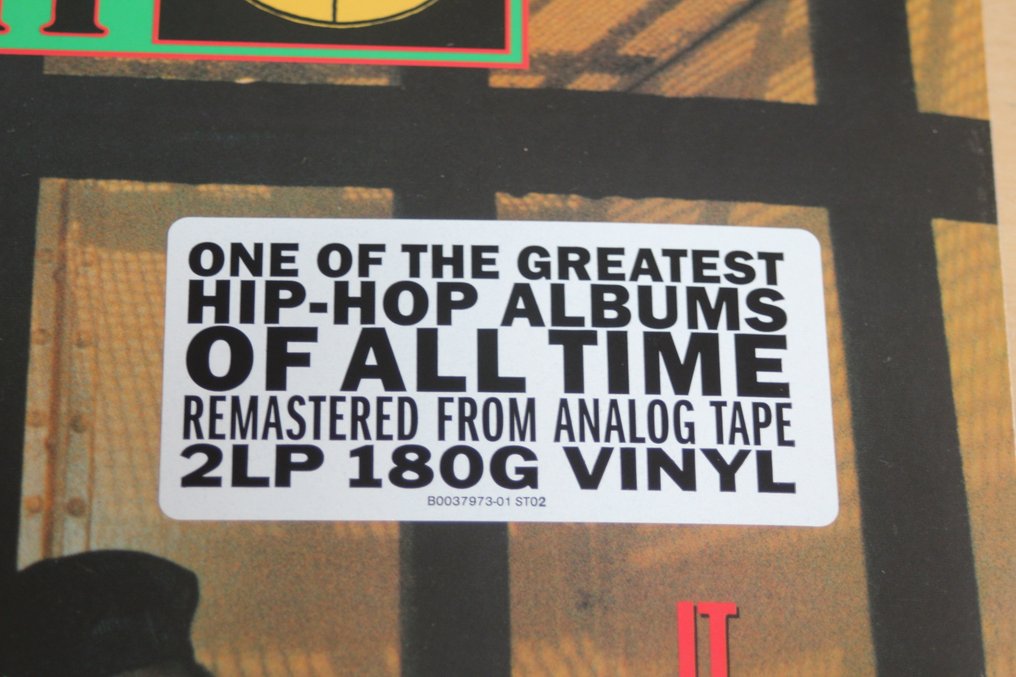 ONE OF THE GREATEST
HIP-HOP ALBUMS
OF ALL TIME
REMASTERED FROM ANALOG TAPE
2LP 180G VINYL
B0037973-01 ST02
IT